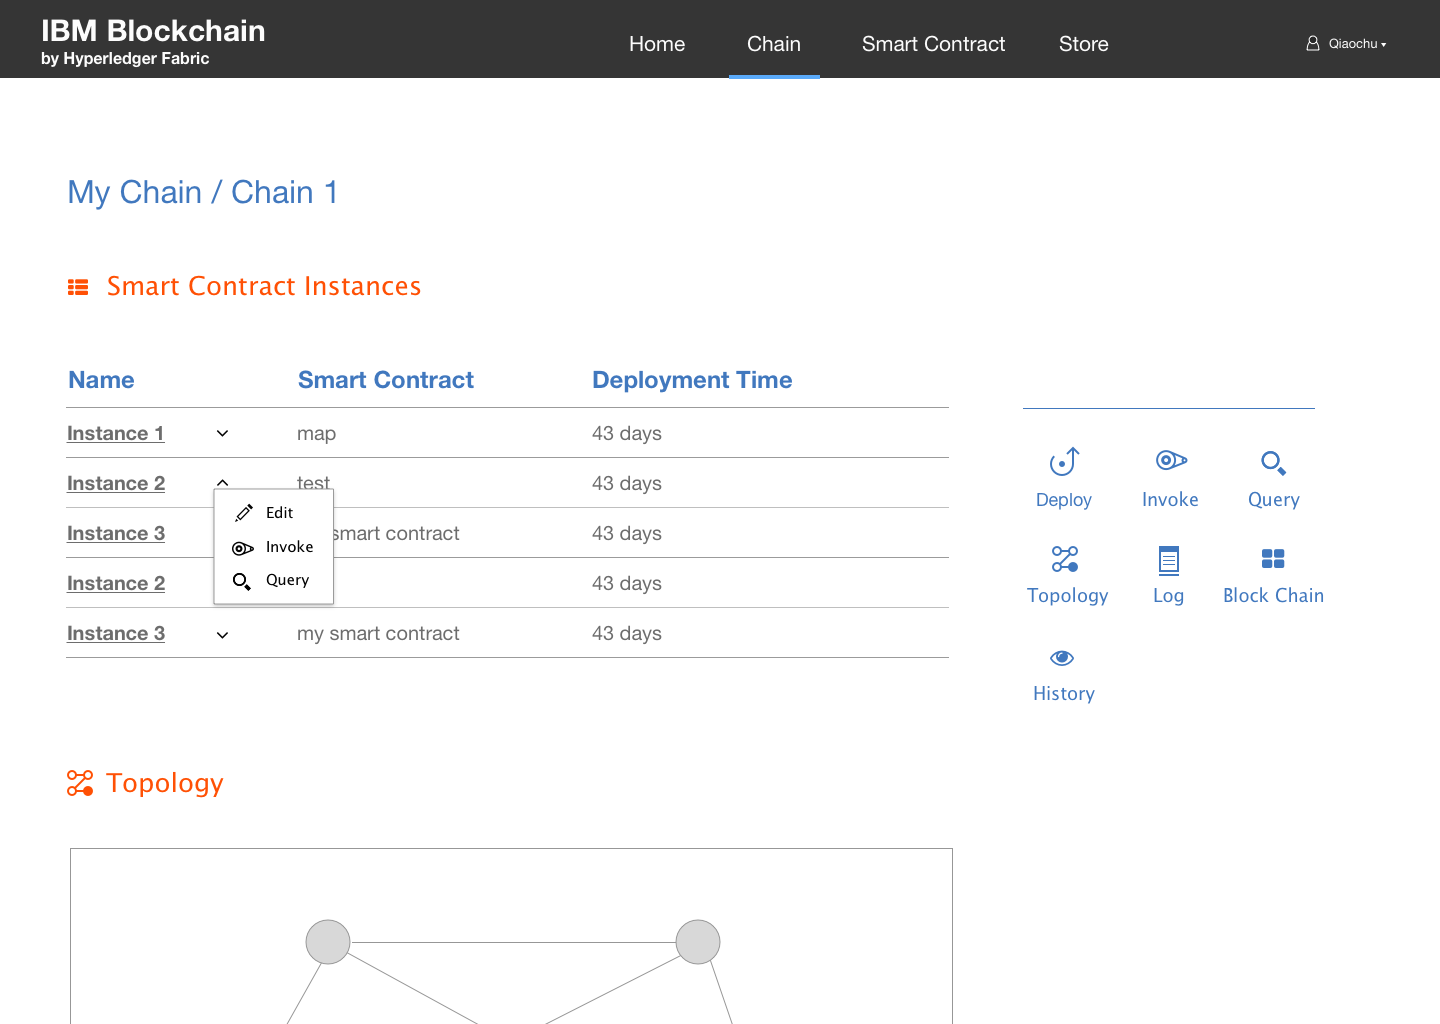 IBM Blockchain
by Hyperledger Fabric
Home Chain Smart Contract Store
Qiaochu
My Chain / Chain 1
Smart Contract Instances
Name Smart Contract Deployment Time
Instance 1 map 43 days
Instance 2 test 43 days
Instance 3 smart contract 43 days
Instance 2 43 days
Instance 3 my smart contract 43 days
Edit
Invoke
Query
Deploy Invoke Query
Topology Log Block Chain
History
Topology